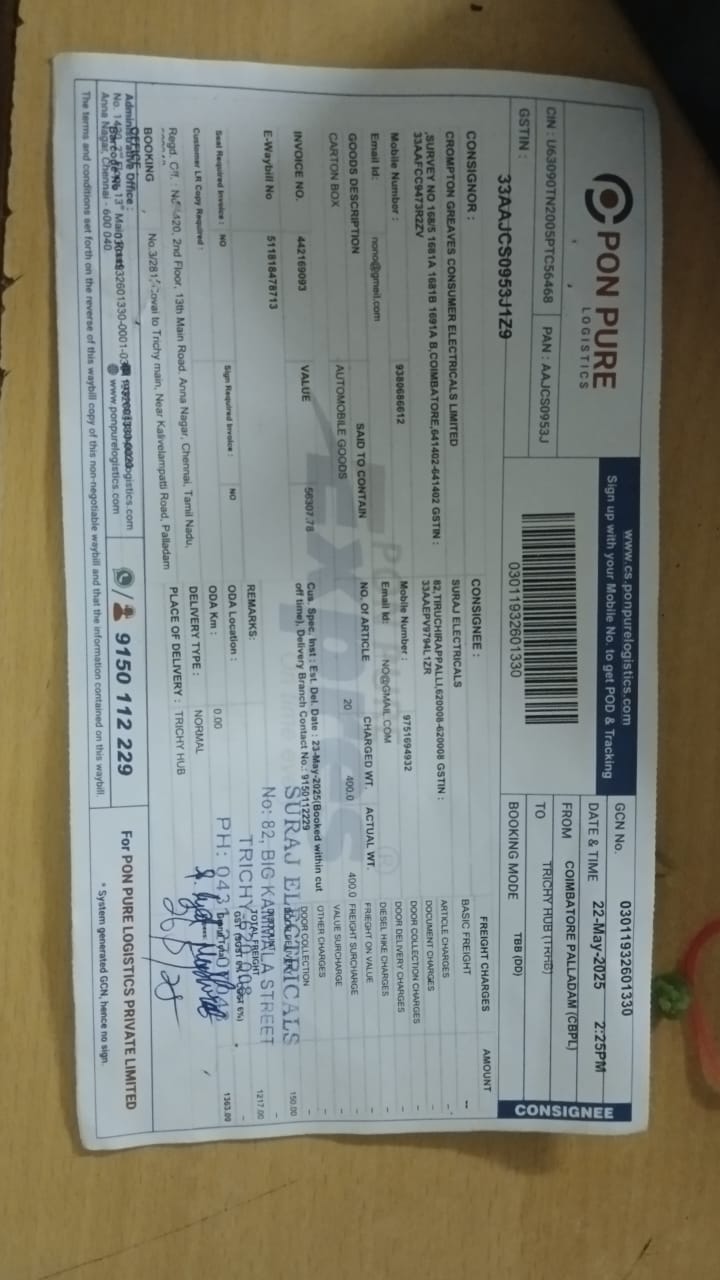 PON PURE
LOGISTICS
www.cs.ponpurelogistics.com
Sign up with your Mobile No. to get POD & Tracking
CIN : U63090TN2005PTC56468 PAN : AAJCS0953J
GSTIN : 33AAJCS0953J1Z9
030119932601330
GCN No. 03011932601330
DATE & TIME 22-May-2025 2:25PM
FROM COIMBATORE PALLADAM (CBPL)
TO TRICHY HUB (TRHB)
BOOKING MODE TBB (DD)
CONSIGNEE
CONSIGNOR :
CROMPTON GREAVES CONSUMER ELECTRICALS LIMITED
,SURVEY NO 168/5 1681A 1681B 1691A B,COIMBATORE,641402-641402 GSTIN :
33AAFCC9473R2ZV
Mobile Number : 9380686612
Email Id: nono@gmail.com
CONSIGNEE :
SURAJ ELECTRICALS
82,TIRUCHIRAPPALLI,620008-620008 GSTIN :
33AAEPV9794L1ZR
Mobile Number : 9751694932
Email Id: NO@GMAIL.COM
GOODS DESCRIPTION SAID TO CONTAIN NO. Of ARTICLE CHARGED WT. ACTUAL WT.
CARTON BOX AUTOMOBILE GOODS 20 400.0 400.0
INVOICE NO. 442169093 VALUE 56307.78
E-Waybill No 511818478713
Cus. Spec. Inst : Est. Del. Date : 23-May-2025(Booked within cut
off time), Delivery Branch Contact No.: 9150112229
REMARKS:
Seal Required Invoice : NO Sign Required Invoice : NO
Customer LR Copy Required :
ODA Location :
ODA Km : 0.00
DELIVERY TYPE : NORMAL
PLACE OF DELIVERY : TRICHY HUB
FREIGHT CHARGES AMOUNT
BASIC FREIGHT --
ARTICLE CHARGES -
DOCUMENT CHARGES -
DOOR COLLECTION CHARGES -
DOOR DELIVERY CHARGES -
DIESEL HIKE CHARGES -
FREIGHT ON VALUE -
FREIGHT SURCHARGE -
VALUE SURCHARGE -
OTHER CHARGES -
DOOR COLLECTION -
150.00
TOTAL FREIGHT 1217.00
1363.00
SURAJ ELECTRICALS
No: 82, BIG KAMMALA STREET
TRICHY
Regd. Off. : No. 1420, 2nd Floor, 13th Main Road, Anna Nagar, Chennai, Tamil Nadu,
BOOKING
OFFICE
Near Kalivelampatti Road, Palladam
Administrative Office :
Anna Nagar, Chennai - 600 040
www.ponpurelogistics.com
9150 112 229
For PON PURE LOGISTICS PRIVATE LIMITED
The terms and conditions set forth on the reverse of this waybill copy of this non-negotiable waybill and that the information contained on this waybill.
* System generated GCN, hence no sign.